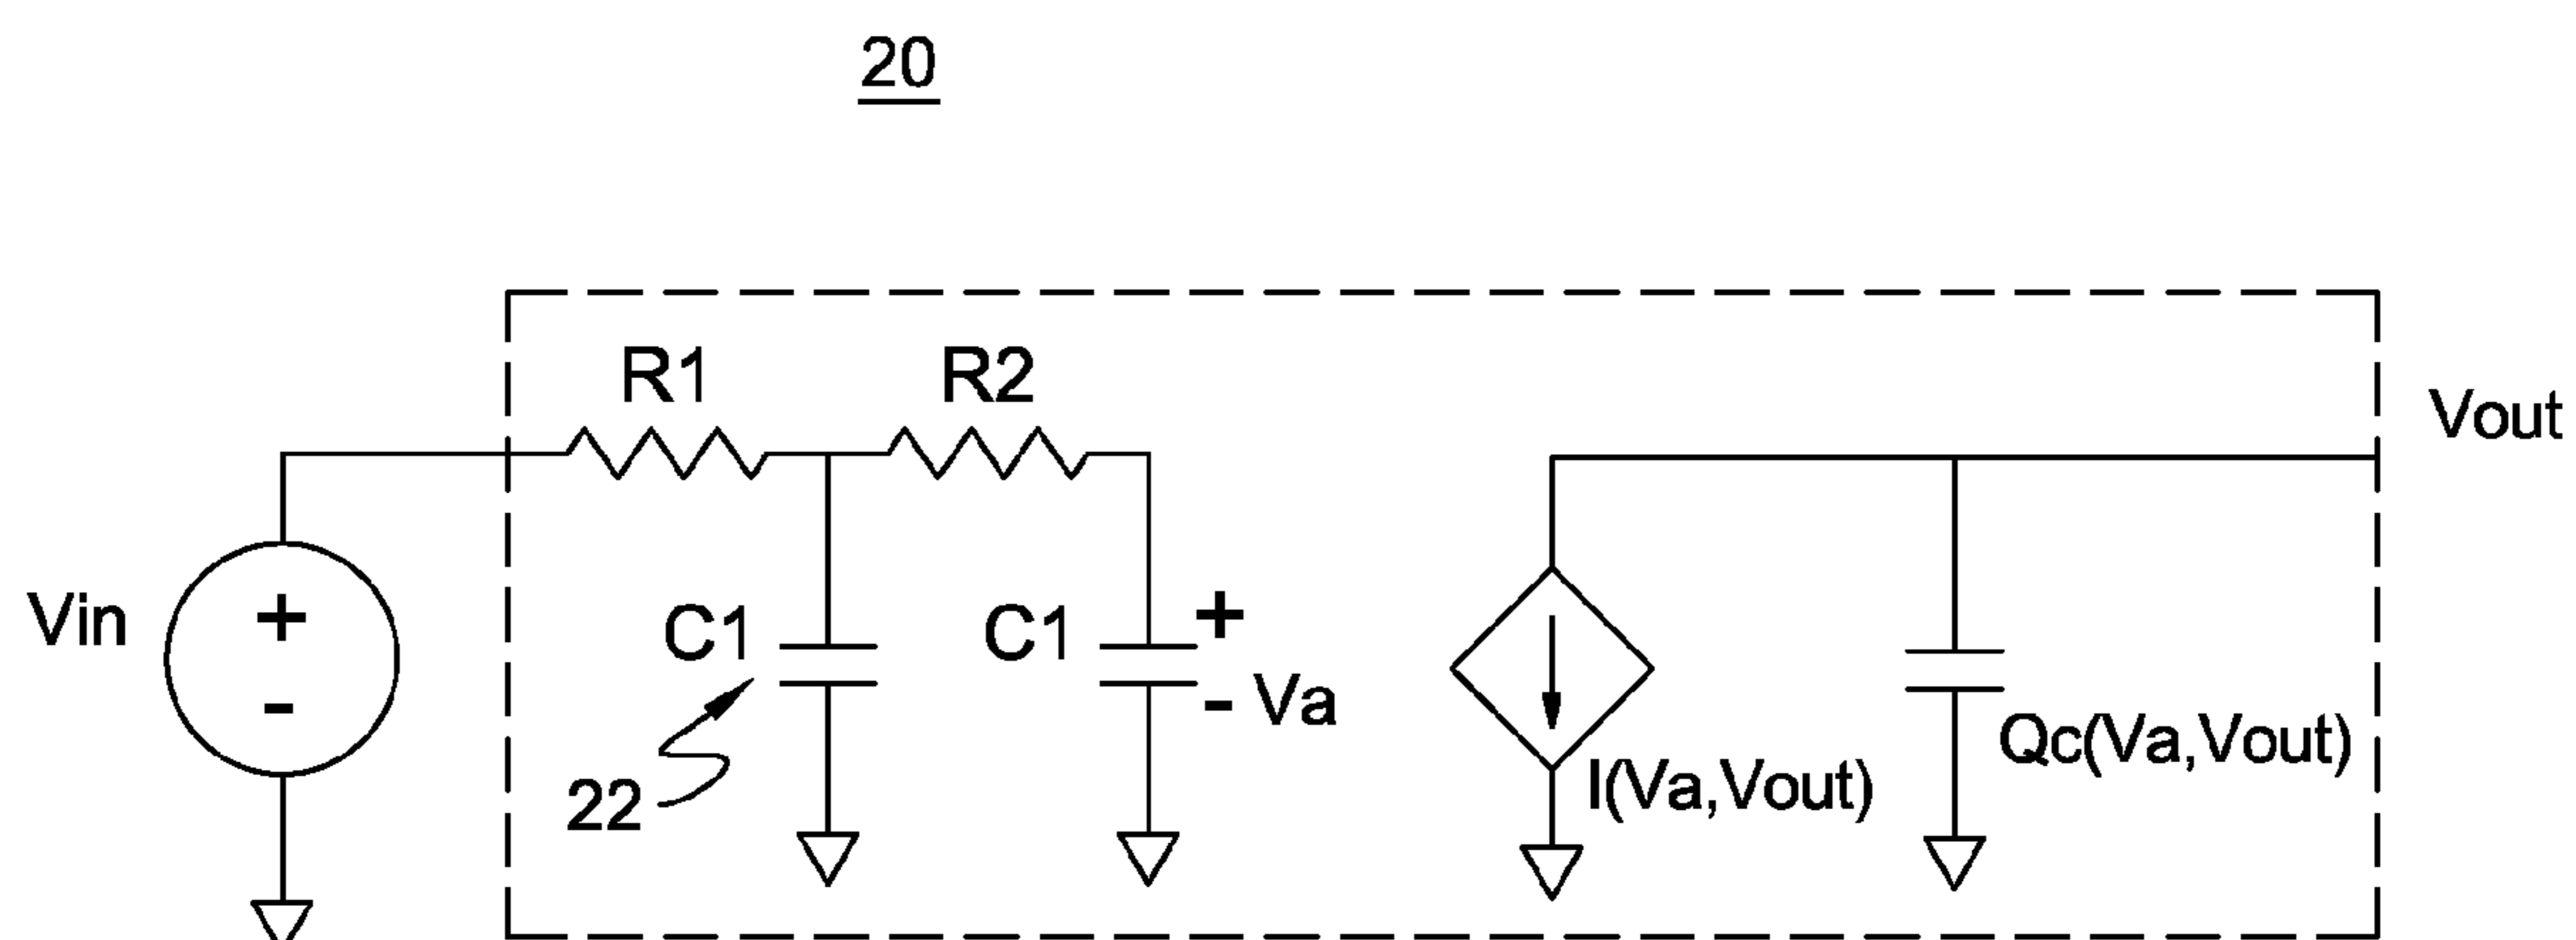 20
R1
R2
Vout
Vin
+
-
C1
C1
+
- Va
22
I(Va,Vout)
Qc(Va,Vout)